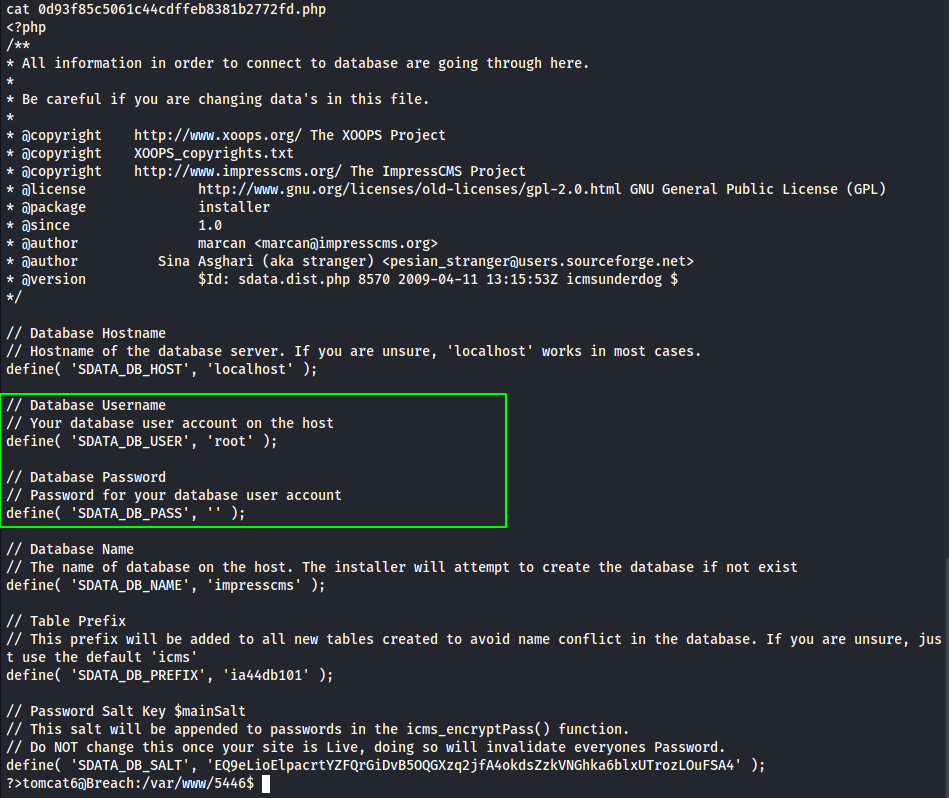 cat 0d93f85c5061c44cdffeb8381b2772fd.php
<?php
/**
* All information in order to connect to database are going through here.
*
* Be careful if you are changing data's in this file.
*
* @copyright    http://www.xoops.org/ The XOOPS Project
* @copyright    XOOPS_copyrights.txt
* @copyright    http://www.impresscms.org/ The ImpressCMS Project
* @license              http://www.gnu.org/licenses/old-licenses/gpl-2.0.html GNU General Public License (GPL)
* @package              installer
* @since                1.0
* @author               marcan <marcan@impresscms.org>
* @author          Sina Asghari (aka stranger) <pesian_stranger@users.sourceforge.net>
* @version              $Id: sdata.dist.php 8570 2009-04-11 13:15:53Z icmsunderdog $
*/

// Database Hostname
// Hostname of the database server. If you are unsure, 'localhost' works in most cases.
define( 'SDATA_DB_HOST', 'localhost' );

// Database Username
// Your database user account on the host
define( 'SDATA_DB_USER', 'root' );

// Database Password
// Password for your database user account
define( 'SDATA_DB_PASS', '' );

// Database Name
// The name of database on the host. The installer will attempt to create the database if not exist
define( 'SDATA_DB_NAME', 'impresscms' );

// Table Prefix
// This prefix will be added to all new tables created to avoid name conflict in the database. If you are unsure, jus
t use the default 'icms'
define( 'SDATA_DB_PREFIX', 'ia44db101' );

// Password Salt Key $mainSalt
// This salt will be appended to passwords in the icms_encryptPass() function.
// Do NOT change this once your site is Live, doing so will invalidate everyones Password.
define( 'SDATA_DB_SALT', 'EQ9eLioElpacrtYZFQrGiDvB5OQGXzq2jfA4okdsZzkVNGhka6blxUTrozLOuFSA4' );
?>tomcat6@Breach:/var/www/5446$